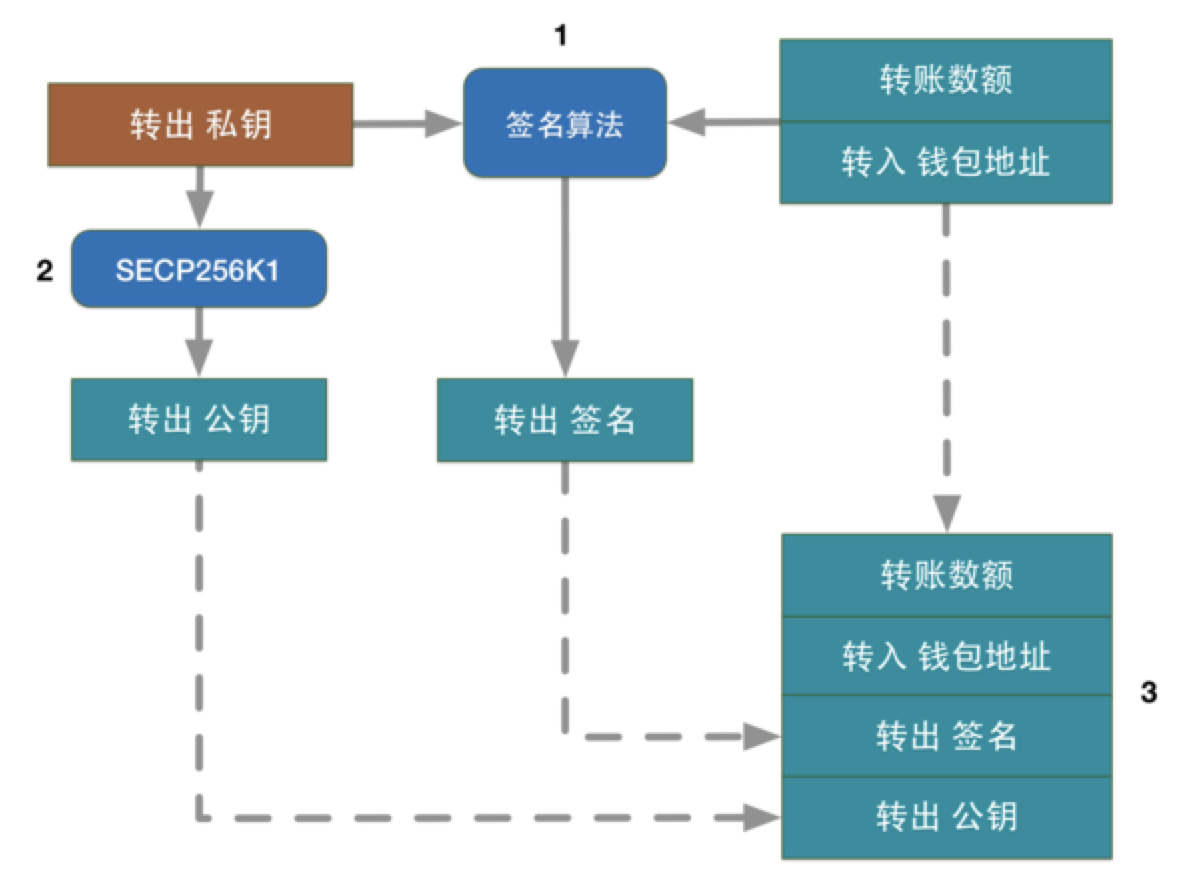 1
转账数额
转出 私钥
签名算法
转入 钱包地址
2
SECP256K1
转出 公钥
转出 签名
转账数额
转入 钱包地址
3
转出 签名
转出 公钥